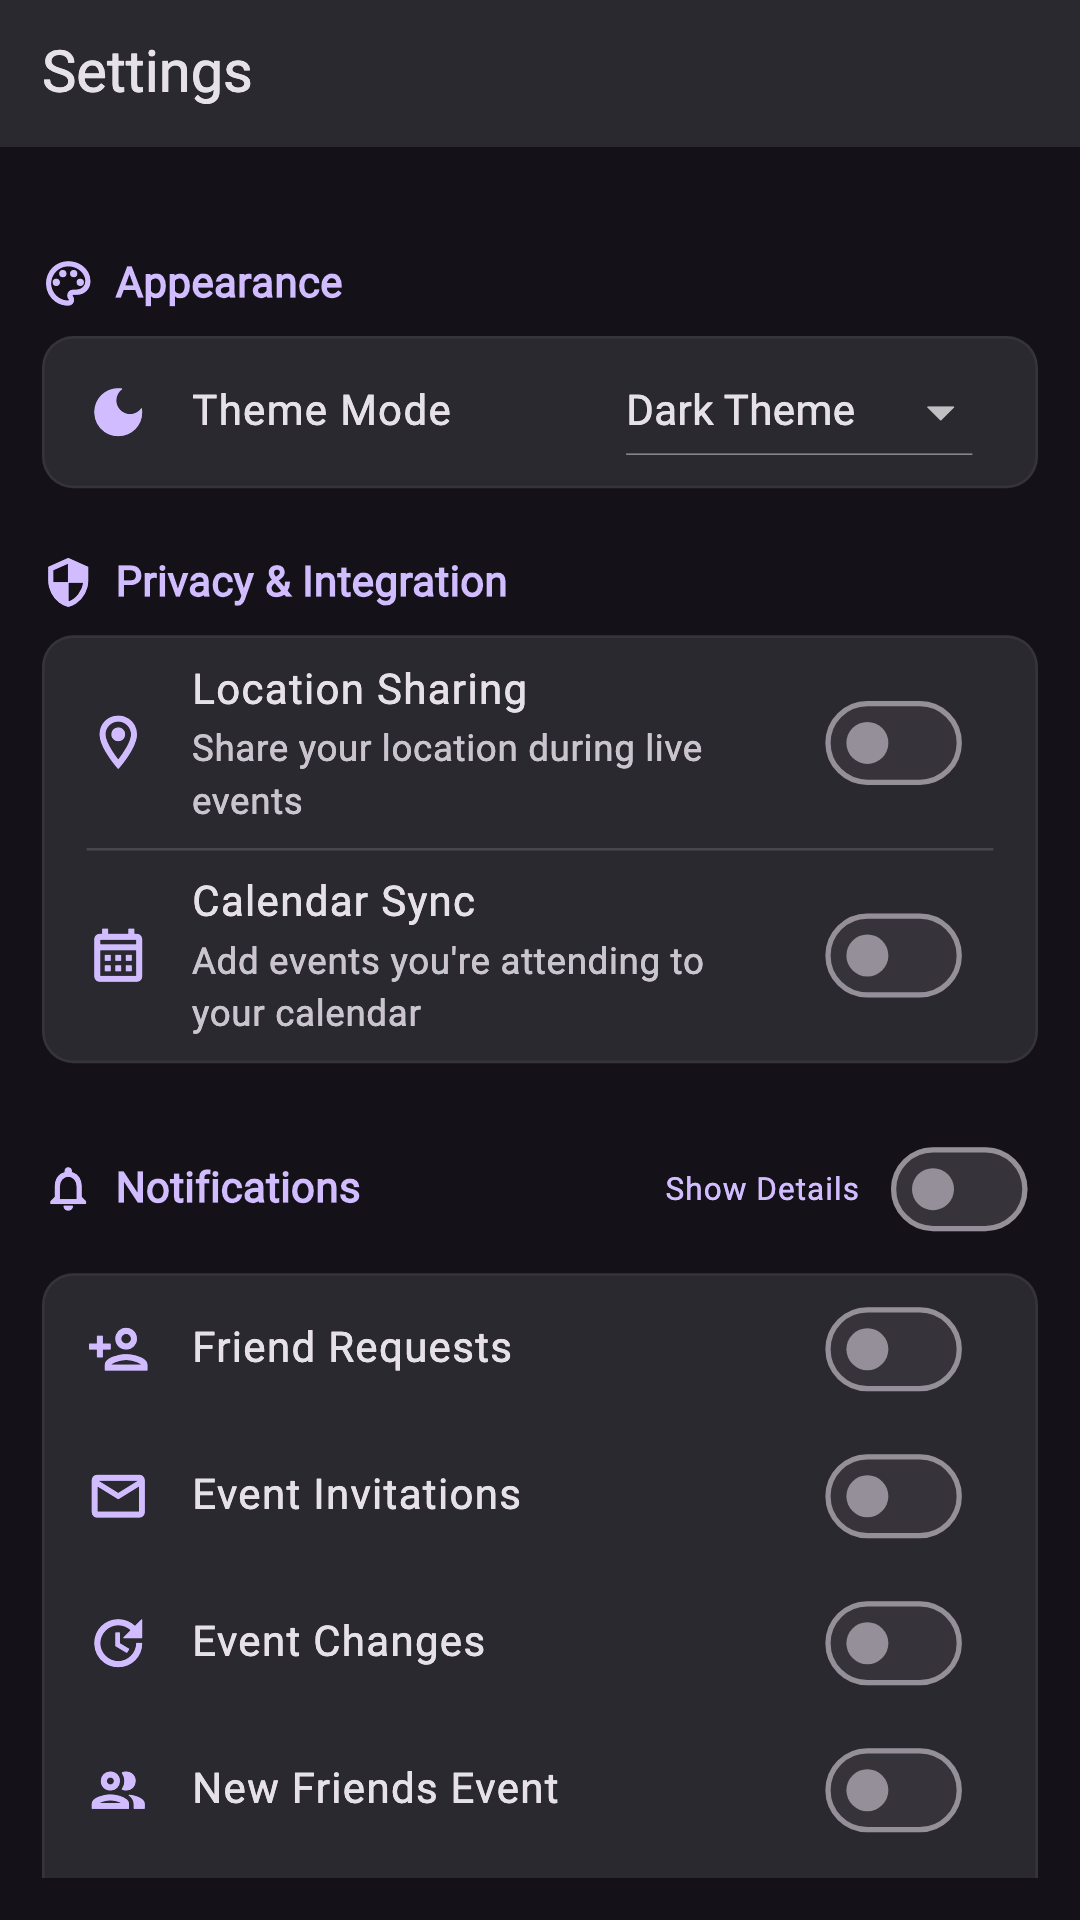 Settings
Appearance
Theme Mode
Dark Theme
Privacy & Integration
Location Sharing
Share your location during live
events
Calendar Sync
Add events you're attending to
your calendar
Notifications
Show Details
Friend Requests
Event Invitations
Event Changes
New Friends Event